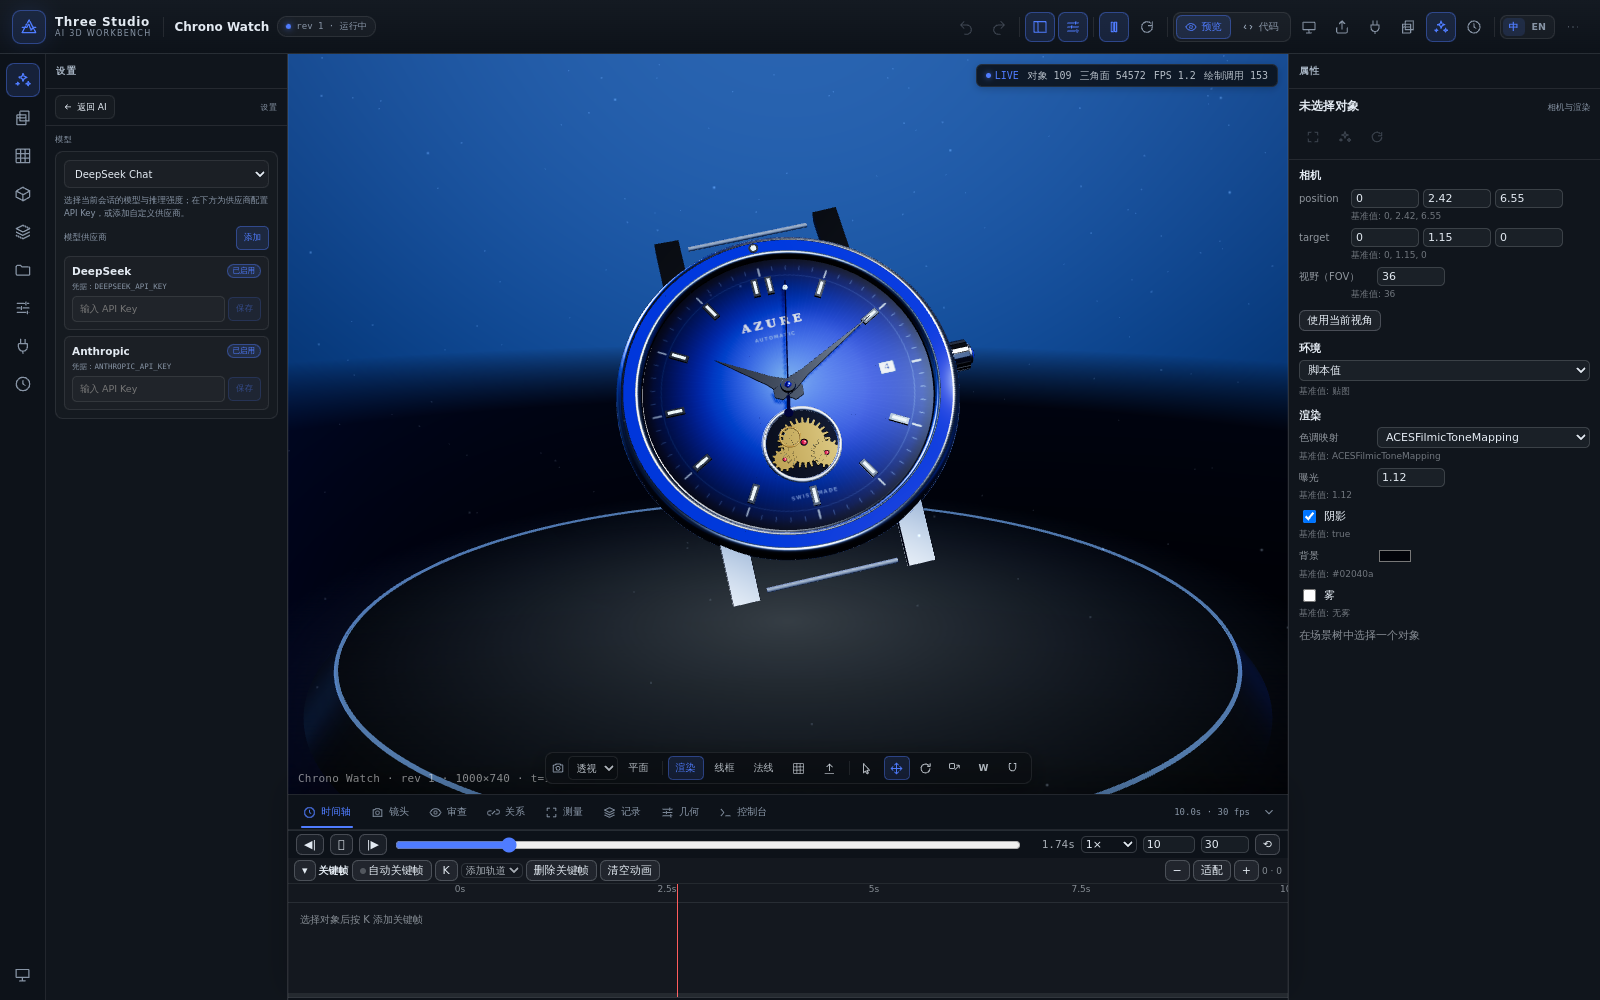 Three Studio
AI 3D WORKBENCH
Chrono Watch
rev 1 · 运行中
预览
代码
中
EN
设置
返回 AI
设置
模型
DeepSeek Chat
选择当前会话的模型与推理强度；在下方为供应商配置
API Key，或添加自定义供应商。
模型供应商
添加
DeepSeek
已启用
凭据：DEEPSEEK_API_KEY
输入 API Key
保存
Anthropic
已启用
凭据：ANTHROPIC_API_KEY
输入 API Key
保存
LIVE 对象 109 三角面 54572 FPS 1.2 绘制调用 153
AZURE
AUTOMATIC
4
SWISS MADE
Chrono Watch · rev 1 · 1000×740 · t=
透视
平面
渲染
线框
法线
W
时间轴
镜头
审查
关系
测量
记录
几何
控制台
10.0s · 30 fps
1.74s
1×
10
30
关键帧
自动关键帧
K
添加轨道
删除关键帧
清空动画
适配
0 · 0
0s
2.5s
5s
7.5s
10
选择对象后按 K 添加关键帧
属性
未选择对象
相机与渲染
相机
position 0 2.42 6.55
基准值: 0, 2.42, 6.55
target 0 1.15 0
基准值: 0, 1.15, 0
视野（FOV） 36
基准值: 36
使用当前视角
环境
脚本值
基准值: 贴图
渲染
色调映射 ACESFilmicToneMapping
基准值: ACESFilmicToneMapping
曝光 1.12
基准值: 1.12
阴影
基准值: true
背景
基准值: #02040a
雾
基准值: 无雾
在场景树中选择一个对象